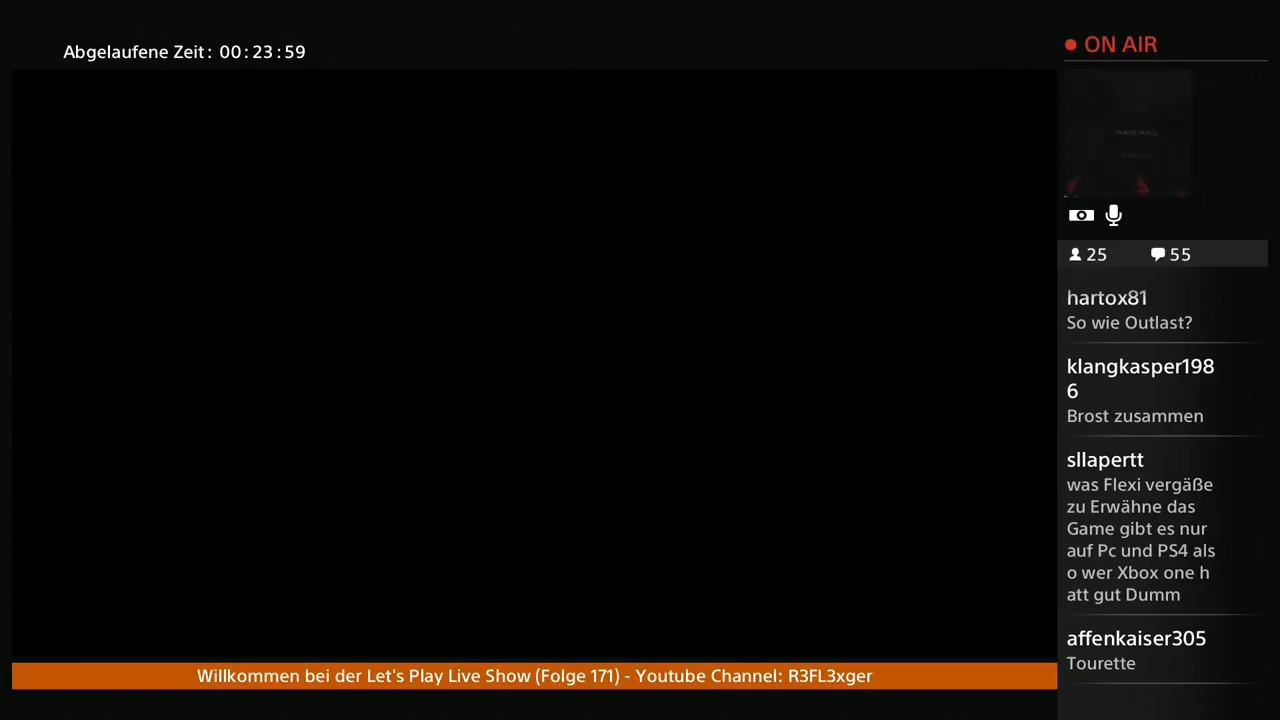 Abgelaufene Zeit: 00:23:59
ON AIR
25
55
hartox81
So wie Outlast?
klangkasper198
6
Brost zusammen
sllapertt
was Flexi vergäße
zu Erwähne das
Game gibt es nur
auf Pc und PS4 als
o wer Xbox one h
att gut Dumm
affenkaiser305
Tourette
Willkommen bei der Let's Play Live Show (Folge 171) - Youtube Channel: R3FL3xger